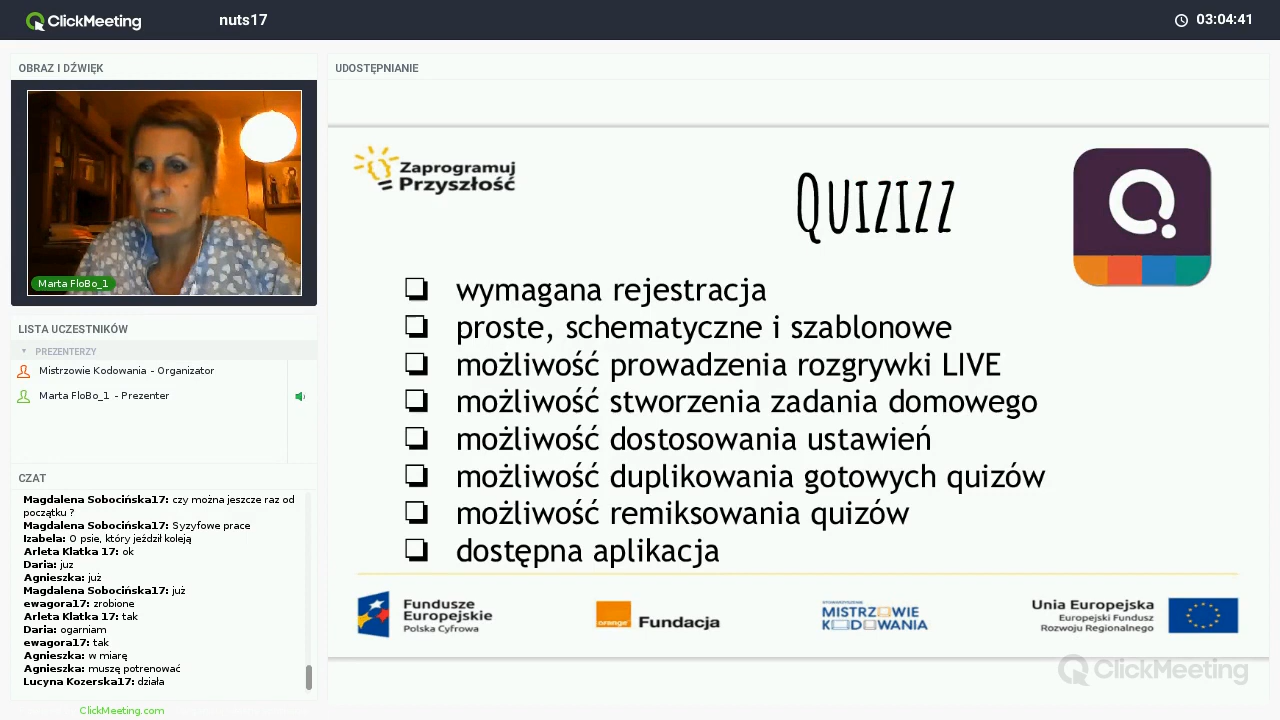 ClickMeeting
nuts17
03:04:41
OBRAZ I DŹWIĘK
Marta FloBo_1
LISTA UCZESTNIKÓW
PREZENTERZY
Mistrzowie Kodowania - Organizator
Marta FloBo_1 - Prezenter
CZAT
Magdalena Sobocińska17: czy można jeszcze raz od
początku ?
Magdalena Sobocińska17: Syzyfowe prace
Izabela: O psie, który jeździł koleją
Arleta Klatka 17: ok
Daria: juz
Agnieszka: już
Magdalena Sobocińska17: już
ewagora17: zrobione
Arleta Klatka 17: tak
Daria: ogarniam
ewagora17: tak
Agnieszka: w miarę
Agnieszka: muszę potrenować
Lucyna Kozerska17: działa
ClickMeeting.com
UDOSTĘPNIANIE
Zaprogramuj
Przyszłość
QUIZIZZ
wymagana rejestracja
proste, schematyczne i szablonowe
możliwość prowadzenia rozgrywki LIVE
możliwość stworzenia zadania domowego
możliwość dostosowania ustawień
możliwość duplikowania gotowych quizów
możliwość remiksowania quizów
dostępna aplikacja
Fundusze
Europejskie
Polska Cyfrowa
orange
Fundacja
STOWARZYSZENIE
MISTRZOWIE
KODOWANIA
Unia Europejska
Europejski Fundusz
Rozwoju Regionalnego
ClickMeeting